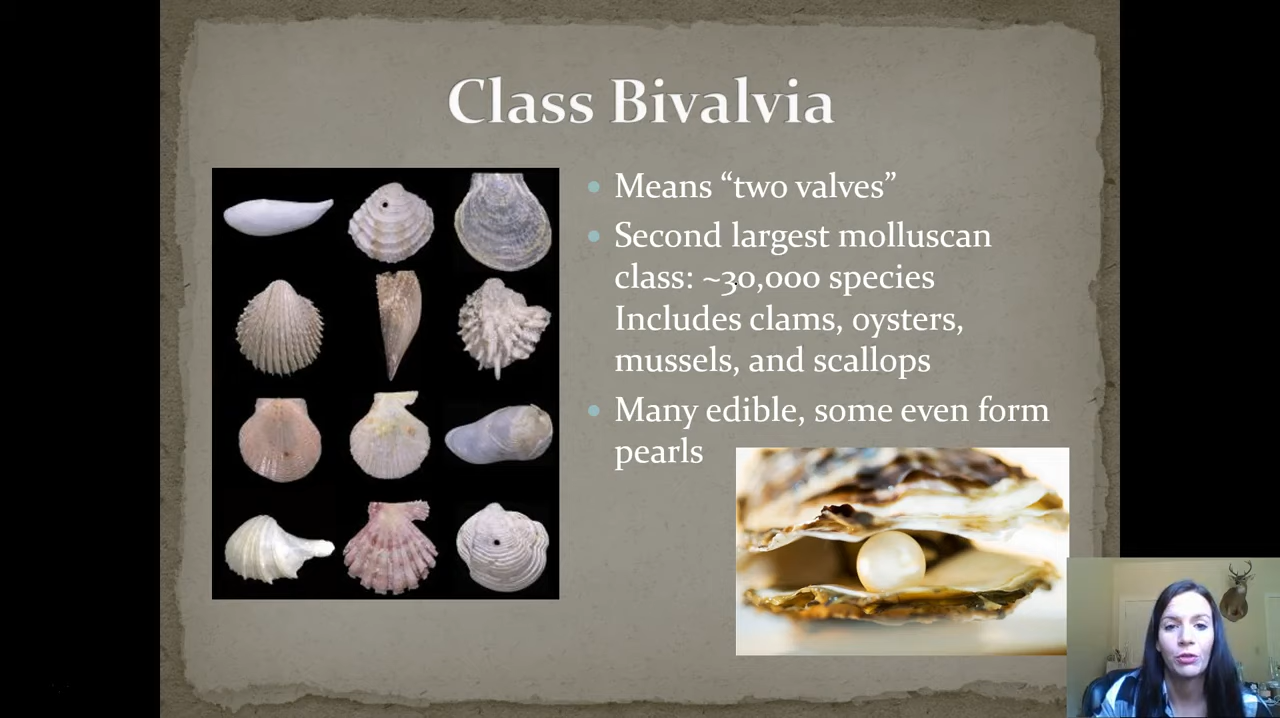 Class Bivalvia
Means “two valves”
Second largest molluscan
class: ~30,000 species
Includes clams, oysters,
mussels, and scallops
Many edible, some even form
pearls